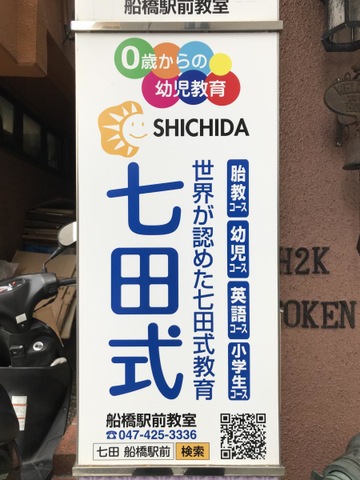 船橋駅前教室
0歳からの
幼児教育
SHICHIDA
七田式
世界が認めた七田式教育
胎教コース
幼児コース
英語コース
小学生コース
船橋駅前教室
☎047-425-3336
七田 船橋駅前 検索
H2K
TOKEN